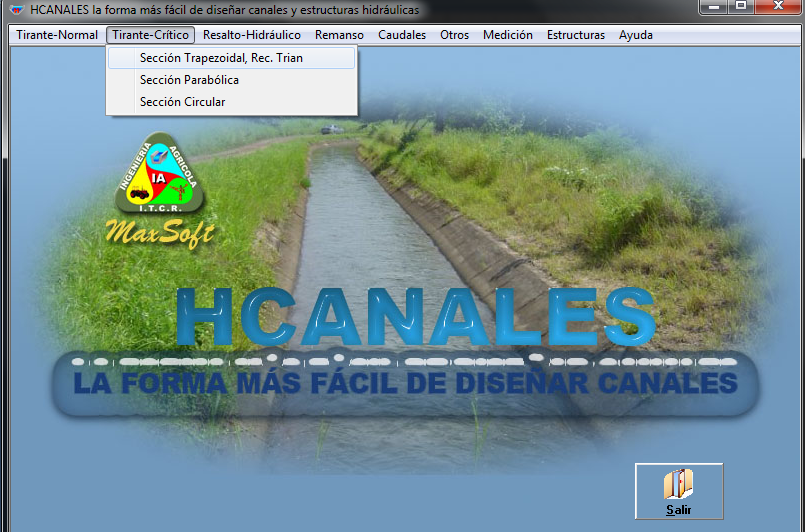 HCANALES la forma más fácil de diseñar canales y estructuras hidráulicas
Tirante-Normal Tirante-Crítico Resalto-Hidráulico Remanso Caudales Otros Medición Estructuras Ayuda
Sección Trapezoidal, Rec. Trian
Sección Parabólica
Sección Circular
INGENIERIA AGRICOLA
IA
I.T.C.R.
MaxSoft
HCANALES
LA FORMA MÁS FÁCIL DE DISEÑAR CANALES
Salir